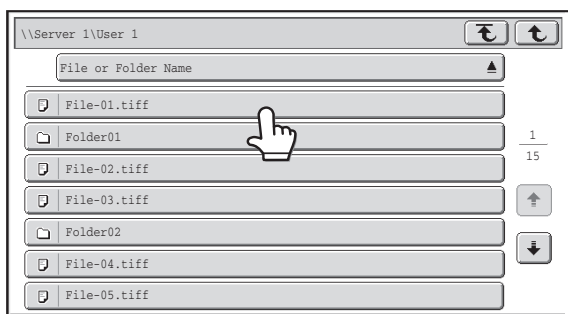 \\Server 1\User 1
File or Folder Name
File-01.tiff
Folder01
File-02.tiff
File-03.tiff
Folder02
File-04.tiff
File-05.tiff
1
15